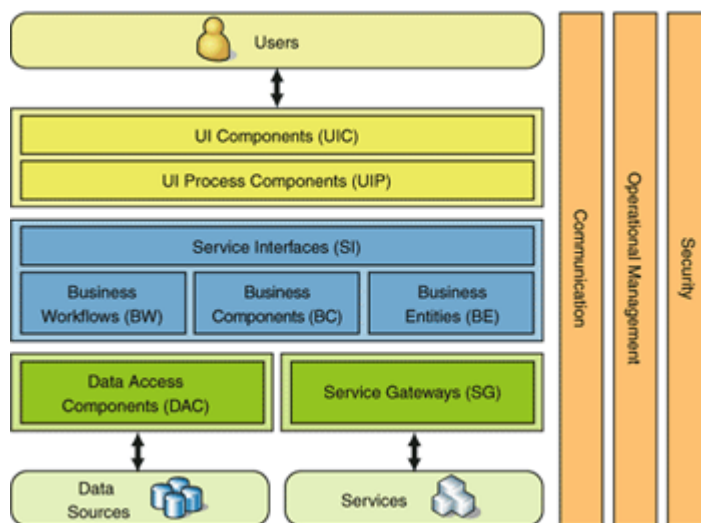 Users
UI Components (UIC)
UI Process Components (UIP)
Service Interfaces (SI)
Business
Workflows (BW)
Business
Components (BC)
Business
Entities (BE)
Data Access
Components (DAC)
Service Gateways (SG)
Data
Sources
Services
Communication
Operational Management
Security